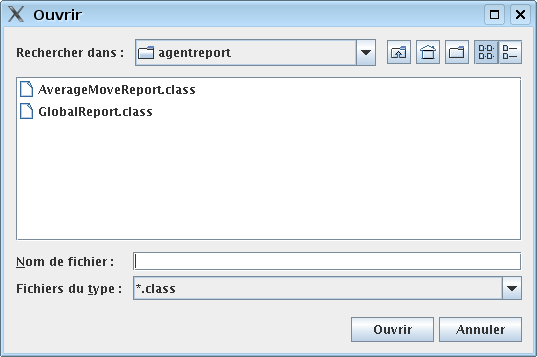 Ouvrir
Rechercher dans : agentreport
AverageMoveReport.class
GlobalReport.class
Nom de fichier :
Fichiers du type : *.class
Ouvrir Annuler